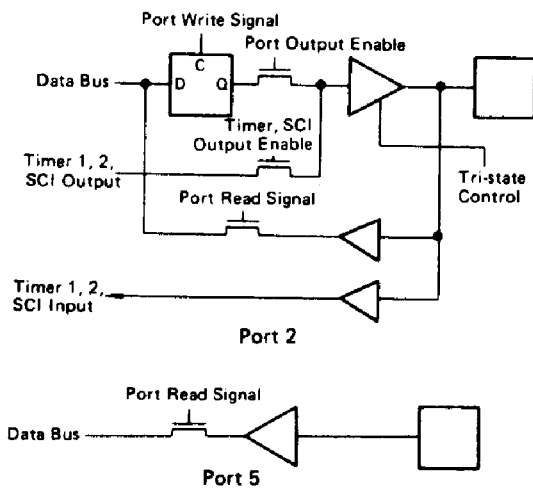 Port Write Signal
Port Output Enable
C
Data Bus
D
Q
Timer, SCI
Output Enable
Timer 1, 2,
SCI Output
Tri-state
Control
Port Read Signal
Timer 1, 2,
SCI Input
Port 2
Port Read Signal
Data Bus
Port 5